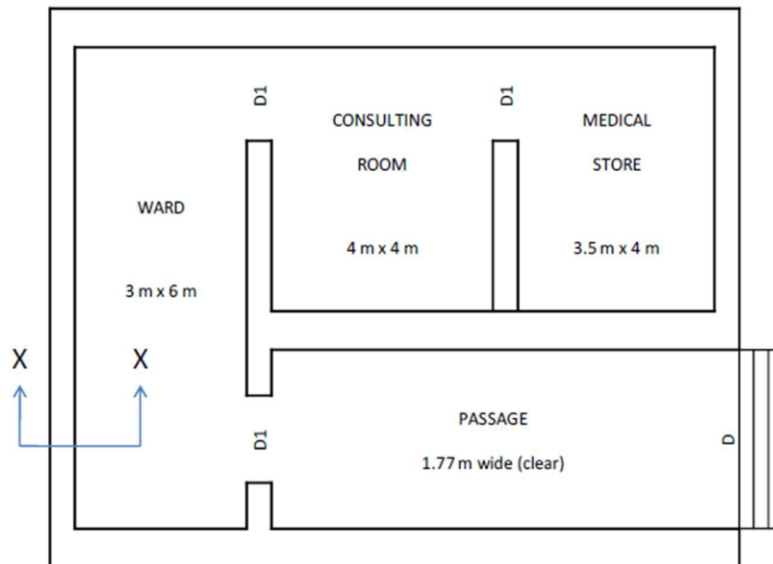 D1
D1
CONSULTING
ROOM
MEDICAL
STORE
WARD
4 m x 4 m
3.5 m x 4 m
3 m x 6 m
X
X
D1
PASSAGE
1.77 m wide (clear)
D